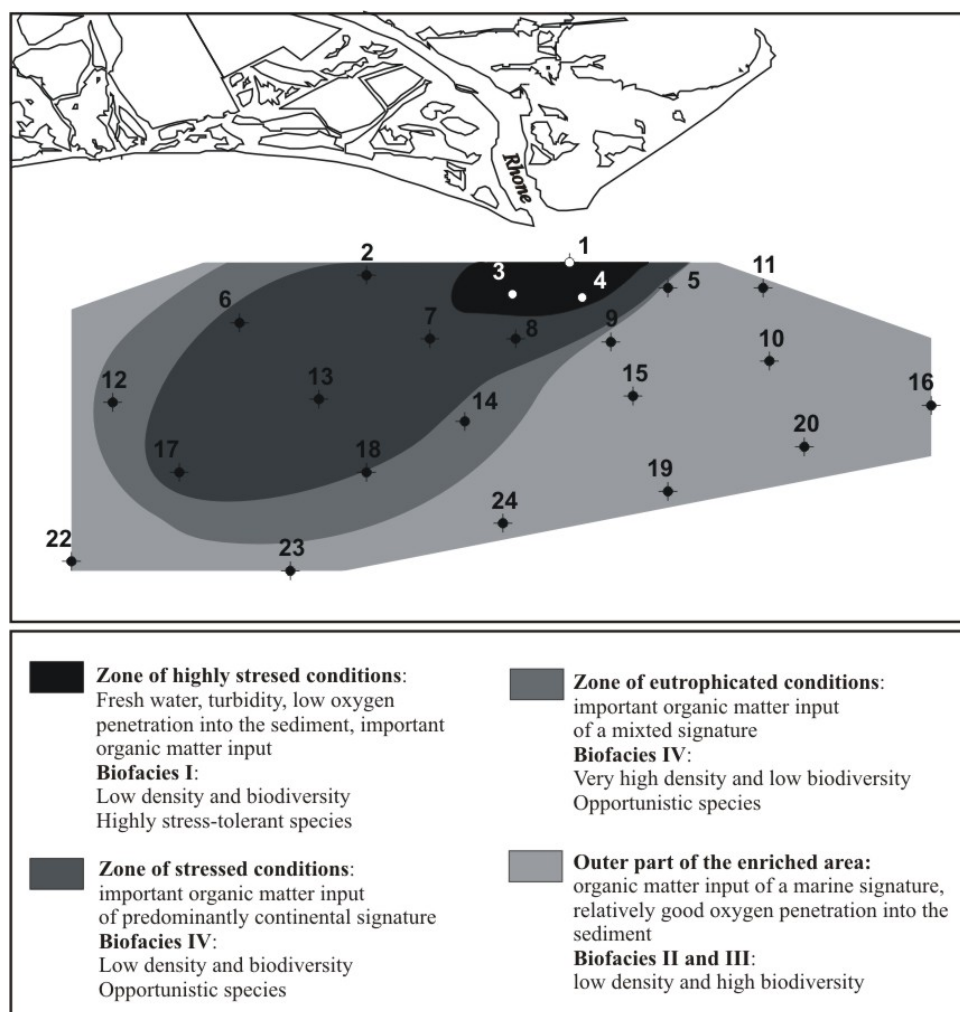 Rhone
1
2
3
4
5
11
6
7
8
9
10
12
13
14
15
16
17
18
19
20
24
22
23
Zone of highly stresed conditions:
Fresh water, turbidity, low oxygen
penetration into the sediment, important
organic matter input
Biofacies I:
Low density and biodiversity
Highly stress-tolerant species
Zone of stressed conditions:
important organic matter input
of predominantly continental signature
Biofacies IV:
Low density and biodiversity
Opportunistic species
Zone of eutrophicated conditions:
important organic matter input
of a mixted signature
Biofacies IV:
Very high density and low biodiversity
Opportunistic species
Outer part of the enriched area:
organic matter input of a marine signature,
relatively good oxygen penetration into the
sediment
Biofacies II and III:
low density and high biodiversity